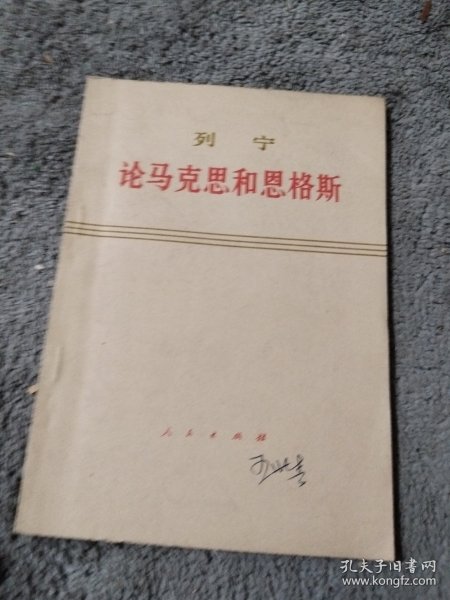 列 宁
论马克思和恩格斯
人民出版社
孔夫子旧书网
www.kongfz.com